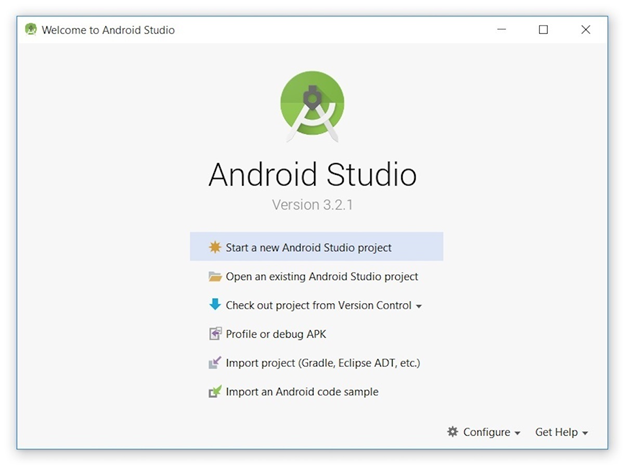 Welcome to Android Studio
Android Studio
Version 3.2.1
Start a new Android Studio project
Open an existing Android Studio project
Check out project from Version Control
Profile or debug APK
Import project (Gradle, Eclipse ADT, etc.)
Import an Android code sample
Configure Get Help